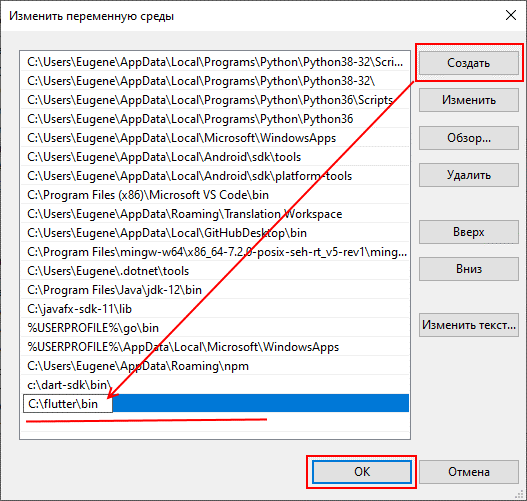 Изменить переменную среды
C:\Users\Eugene\AppData\Local\Programs\Python\Python38-32\Scri...
C:\Users\Eugene\AppData\Local\Programs\Python\Python38-32\
C:\Users\Eugene\AppData\Local\Programs\Python\Python36\Scripts
C:\Users\Eugene\AppData\Local\Programs\Python\Python36
C:\Users\Eugene\AppData\Local\Microsoft\WindowsApps
C:\Users\Eugene\AppData\Local\Android\sdk\tools
C:\Users\Eugene\AppData\Local\Android\sdk\platform-tools
C:\Program Files (x86)\Microsoft VS Code\bin
C:\Users\Eugene\AppData\Roaming\Translation Workspace
C:\Users\Eugene\AppData\Local\GitHubDesktop\bin
C:\Program Files\mingw-w64\x86_64-7.2.0-posix-seh-rt_v5-rev1\ming...
C:\Users\Eugene\.dotnet\tools
C:\Program Files\Java\jdk-12\bin
C:\javafx-sdk-11\lib
%USERPROFILE%\go\bin
%USERPROFILE%\AppData\Local\Microsoft\WindowsApps
C:\Users\Eugene\AppData\Roaming\npm
c:\dart-sdk\bin\
C:\flutter\bin
Создать
Изменить
Обзор...
Удалить
Вверх
Вниз
Изменить текст...
ОК
Отмена